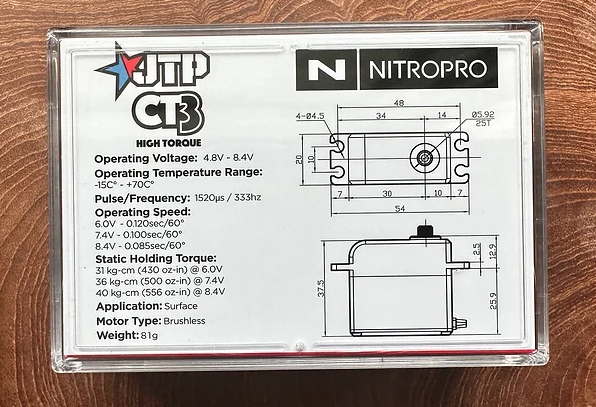 JTP
CT3
HIGH TORQUE
N NITROPRO
Operating Voltage: 4.8V - 8.4V
Operating Temperature Range:
-15C° - +70C°
Pulse/Frequency: 1520µs / 333hz
Operating Speed:
6.0V - 0.120sec/60°
7.4V - 0.100sec/60°
8.4V - 0.085sec/60°
Static Holding Torque:
31 kg-cm (430 oz-in) @ 6.0V
36 kg-cm (500 oz-in) @ 7.4V
40 kg-cm (556 oz-in) @ 8.4V
Application: Surface
Motor Type: Brushless
Weight: 81g
48
4-Ø4.5
34
14
Ø5.92
25T
20
10
7
30
10
7
54
37.5
2.5
12.9
25.9